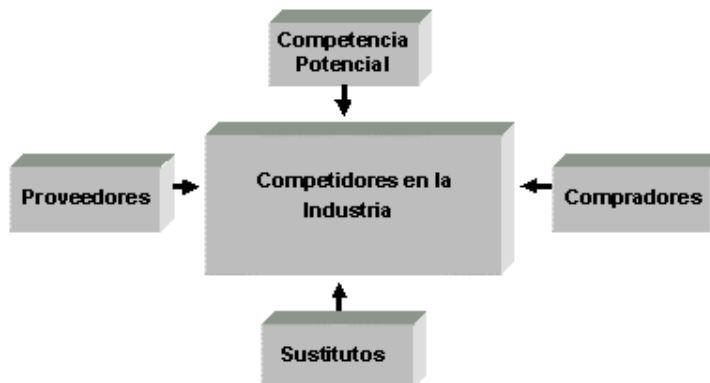 Competencia
Potencial
Proveedores
Competidores en la
Industria
Compradores
Sustitutos